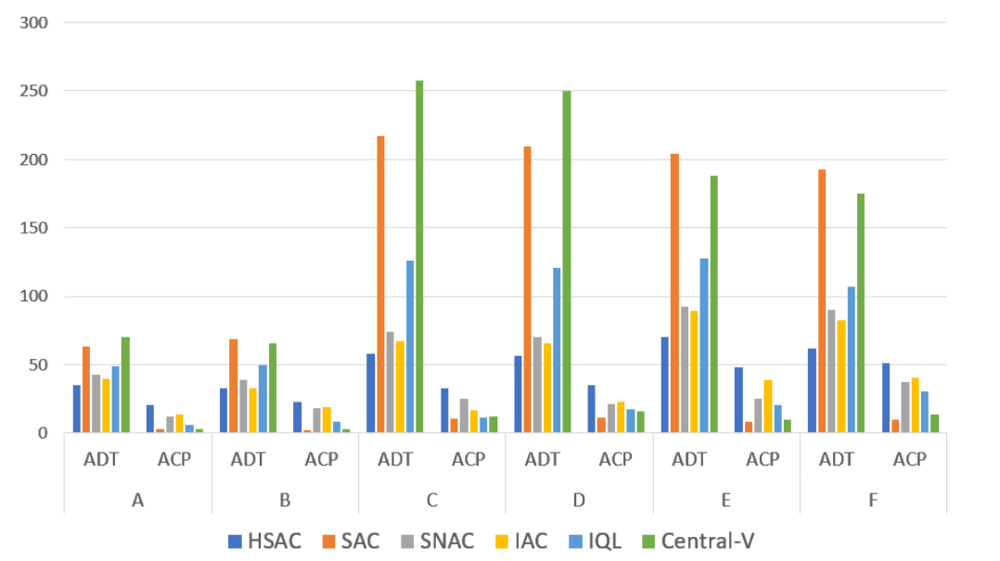 300
250
200
150
100
50
0
ADT ACP ADT ACP ADT ACP ADT ACP ADT ACP ADT ACP
A B C D E F
HSAC SAC SNAC IAC IQL Central-V